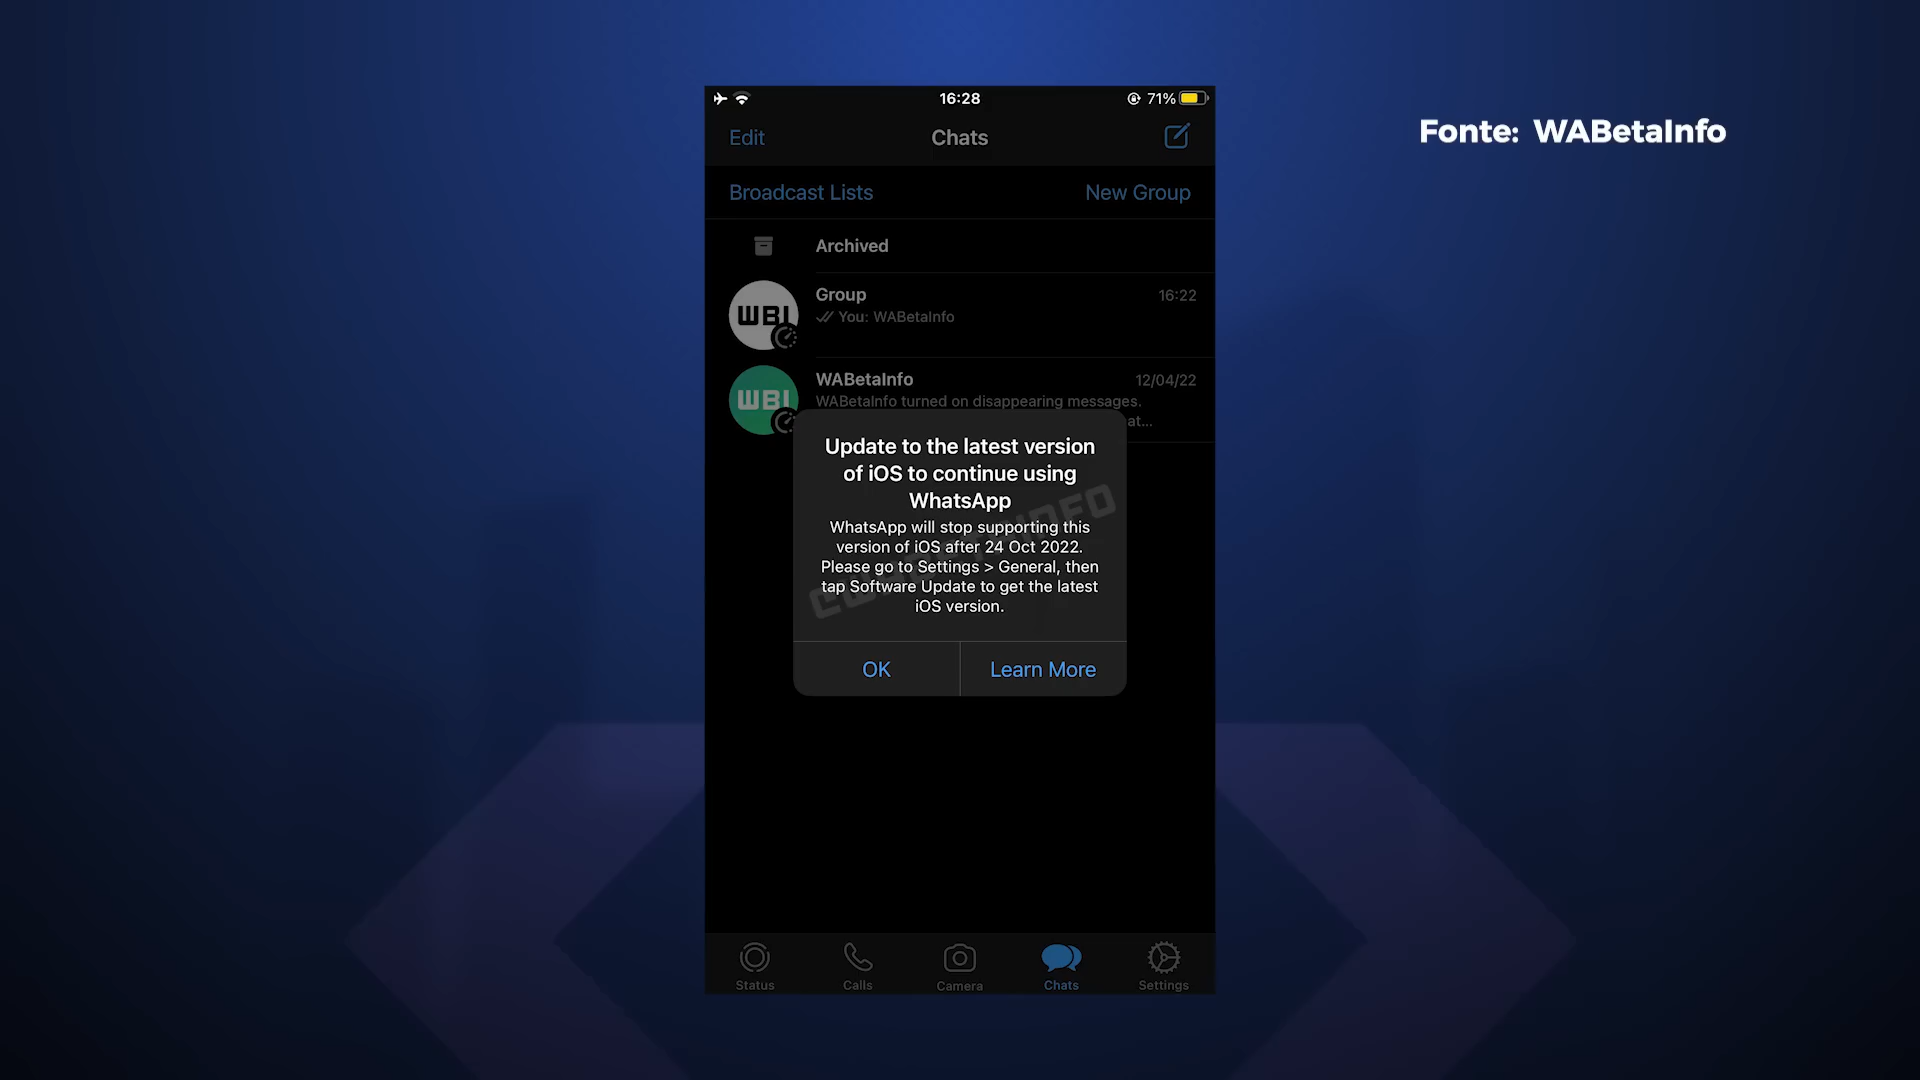 16:28
71%
Fonte: WABetaInfo
Edit
Chats
Broadcast Lists
New Group
Archived
WBI
Group
16:22
You: WABetaInfo
WBI
WABetaInfo
12/04/22
WABetaInfo turned on disappearing messages.
at...
Update to the latest version
of iOS to continue using
WhatsApp
WhatsApp will stop supporting this
version of iOS after 24 Oct 2022.
Please go to Settings > General, then
tap Software Update to get the latest
iOS version.
OK
Learn More
Status
Calls
Camera
Chats
Settings